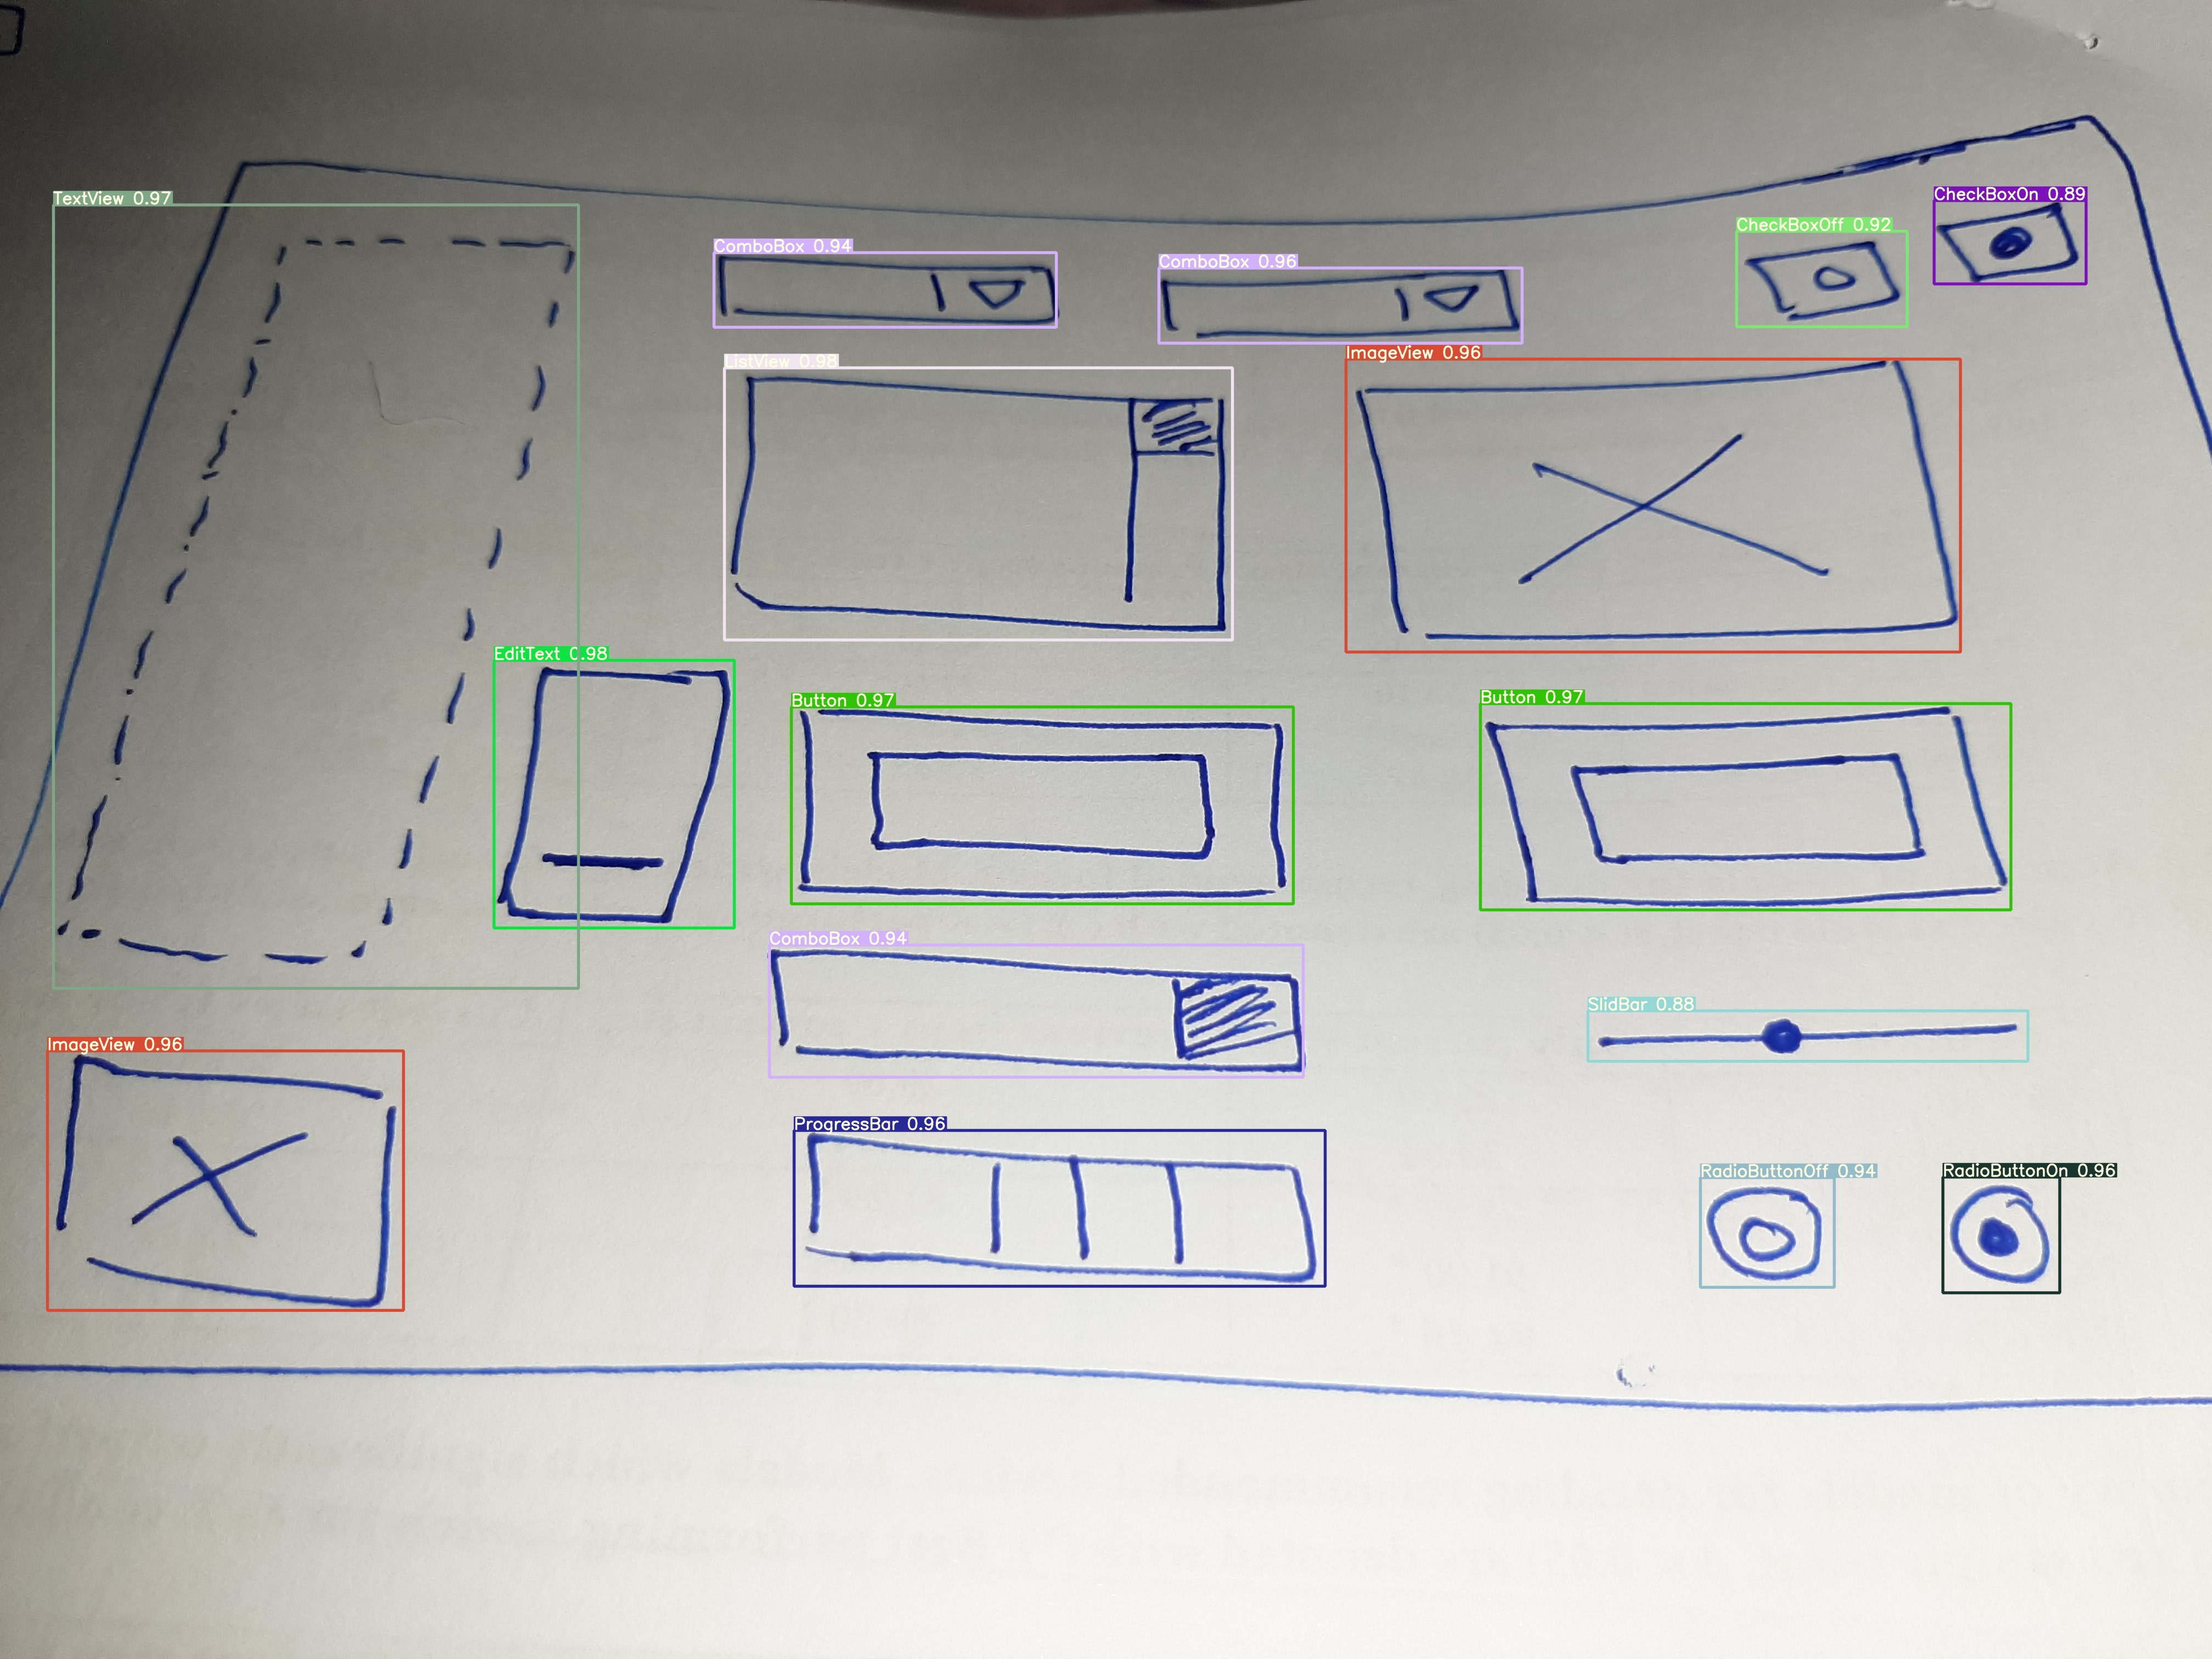 TextView 0.97
ComboBox 0.94
ComboBox 0.96
CheckBoxOff 0.92
CheckBoxOn 0.89
ListView 0.98
ImageView 0.96
EditText 0.98
Button 0.97
Button 0.97
ComboBox 0.94
SlidBar 0.88
ImageView 0.96
ProgressBar 0.96
RadioButtonOff 0.94
RadioButtonOn 0.96